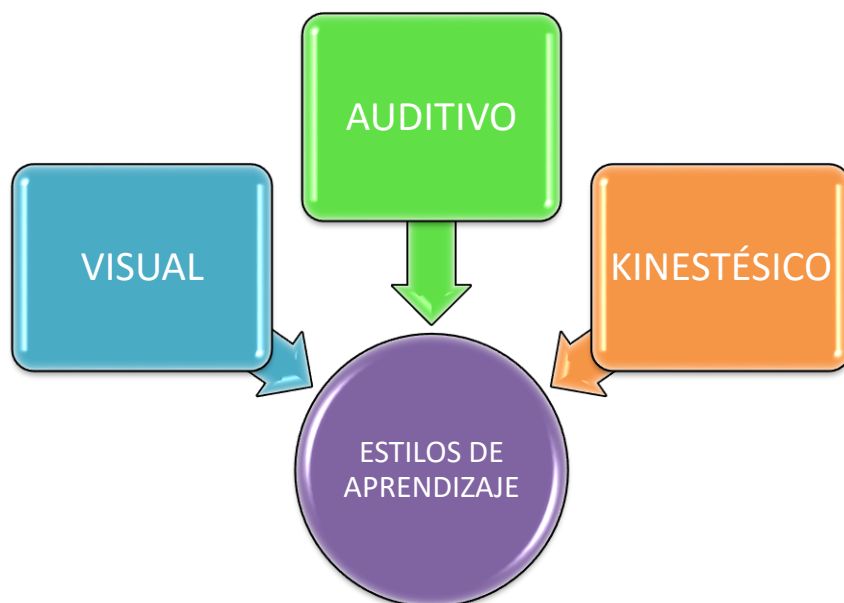 AUDITIVO
VISUAL
KINESTÉSICO
ESTILOS DE
APRENDIZAJE